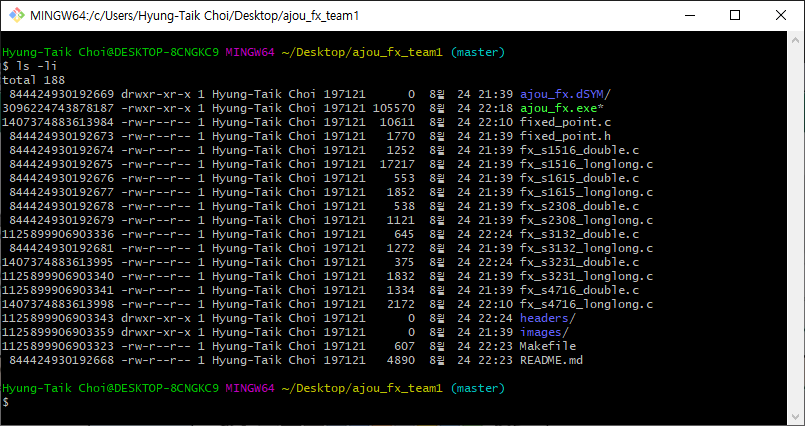 MINGW64:/c/Users/Hyung-Taik Choi/Desktop/ajou_fx_team1
Hyung-Taik Choi@DESKTOP-8CNGKC9 MINGW64 ~/Desktop/ajou_fx_team1 (master)
$ ls -li
total 188
844424930192669 drwxr-xr-x 1 Hyung-Taik Choi 197121 0 8월 24 21:39 ajou_fx.dSYM/
3096224743878187 -rwxr-xr-x 1 Hyung-Taik Choi 197121 105570 8월 24 22:18 ajou_fx.exe*
1407374883613984 -rw-r--r-- 1 Hyung-Taik Choi 197121 10611 8월 24 22:10 fixed_point.c
844424930192673 -rw-r--r-- 1 Hyung-Taik Choi 197121 1770 8월 24 21:39 fixed_point.h
844424930192674 -rw-r--r-- 1 Hyung-Taik Choi 197121 1252 8월 24 21:39 fx_s1516_double.c
844424930192675 -rw-r--r-- 1 Hyung-Taik Choi 197121 17217 8월 24 21:39 fx_s1516_longlong.c
844424930192676 -rw-r--r-- 1 Hyung-Taik Choi 197121 553 8월 24 21:39 fx_s1615_double.c
844424930192677 -rw-r--r-- 1 Hyung-Taik Choi 197121 1852 8월 24 21:39 fx_s1615_longlong.c
844424930192678 -rw-r--r-- 1 Hyung-Taik Choi 197121 538 8월 24 21:39 fx_s2308_double.c
844424930192679 -rw-r--r-- 1 Hyung-Taik Choi 197121 1121 8월 24 21:39 fx_s2308_longlong.c
1125899906903336 -rw-r--r-- 1 Hyung-Taik Choi 197121 645 8월 24 22:24 fx_s3132_double.c
844424930192681 -rw-r--r-- 1 Hyung-Taik Choi 197121 1272 8월 24 21:39 fx_s3132_longlong.c
1407374883613995 -rw-r--r-- 1 Hyung-Taik Choi 197121 375 8월 24 22:24 fx_s3231_double.c
1125899906903340 -rw-r--r-- 1 Hyung-Taik Choi 197121 1832 8월 24 21:39 fx_s3231_longlong.c
1125899906903341 -rw-r--r-- 1 Hyung-Taik Choi 197121 1334 8월 24 21:39 fx_s4716_double.c
1407374883613998 -rw-r--r-- 1 Hyung-Taik Choi 197121 2172 8월 24 22:10 fx_s4716_longlong.c
1125899906903343 drwxr-xr-x 1 Hyung-Taik Choi 197121 0 8월 24 22:24 headers/
1125899906903359 drwxr-xr-x 1 Hyung-Taik Choi 197121 0 8월 24 21:39 images/
1125899906903323 -rw-r--r-- 1 Hyung-Taik Choi 197121 607 8월 24 22:23 Makefile
844424930192668 -rw-r--r-- 1 Hyung-Taik Choi 197121 4890 8월 24 22:23 README.md
Hyung-Taik Choi@DESKTOP-8CNGKC9 MINGW64 ~/Desktop/ajou_fx_team1 (master)
$